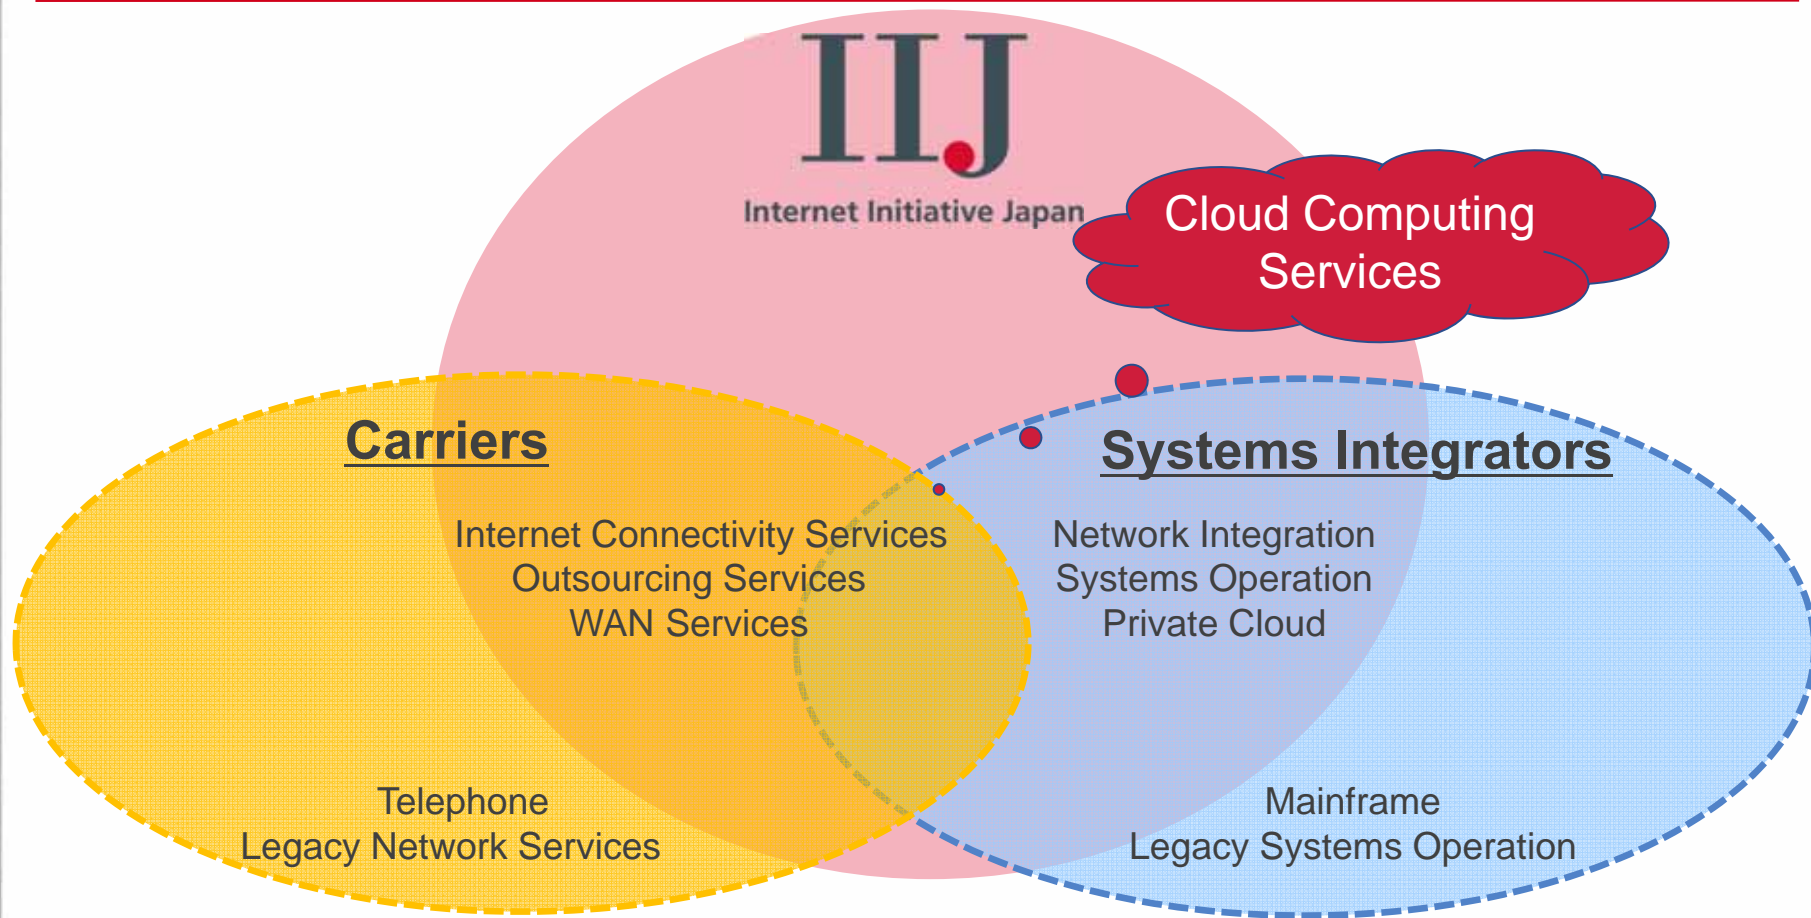 IIJ
Internet Initiative Japan
Cloud Computing
Services
Carriers
Internet Connectivity Services
Outsourcing Services
WAN Services
Telephone
Legacy Network Services
Systems Integrators
Network Integration
Systems Operation
Private Cloud
Mainframe
Legacy Systems Operation